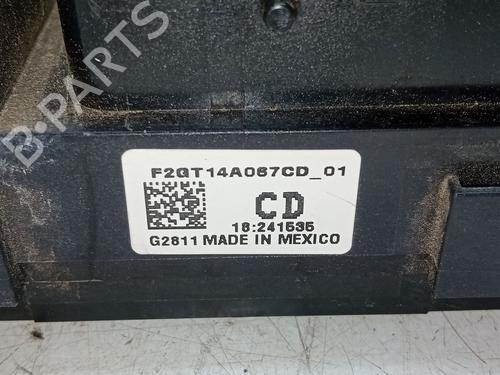 B-PARTS
F2GT14A067CD_01
CD
18:241535
G2811 MADE IN MEXICO